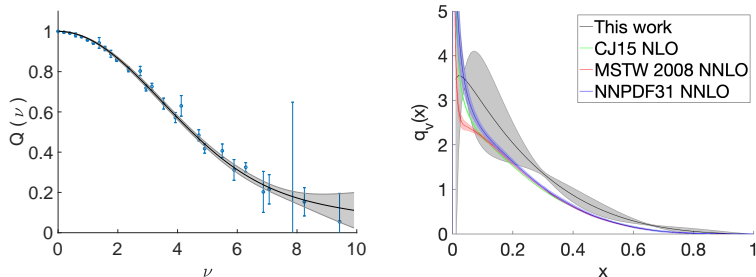 1
0.8
0.6
0.4
0.2
0
0 2 4 6 8 10
Q(ν)
ν
5
4
3
2
1
0
0 0.2 0.4 0.6 0.8 1
q_v(x)
x
This work
CJ15 NLO
MSTW 2008 NNLO
NNPDF31 NNLO